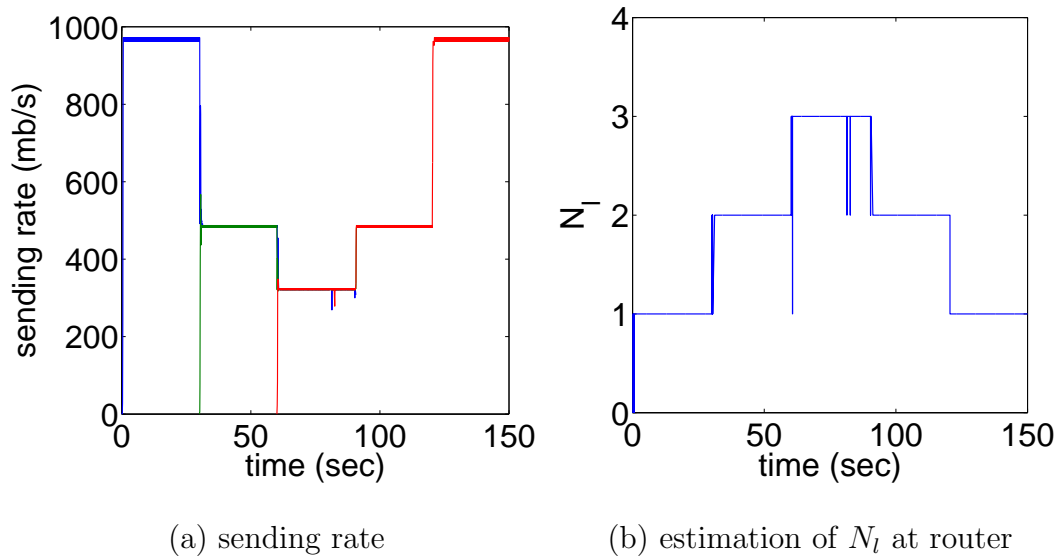 1000
800
600
400
200
0
sending rate (mb/s)
0 50 100 150
time (sec)
(a) sending rate
4
3
2
1
0
N_l
0 50 100 150
time (sec)
(b) estimation of N_l at router